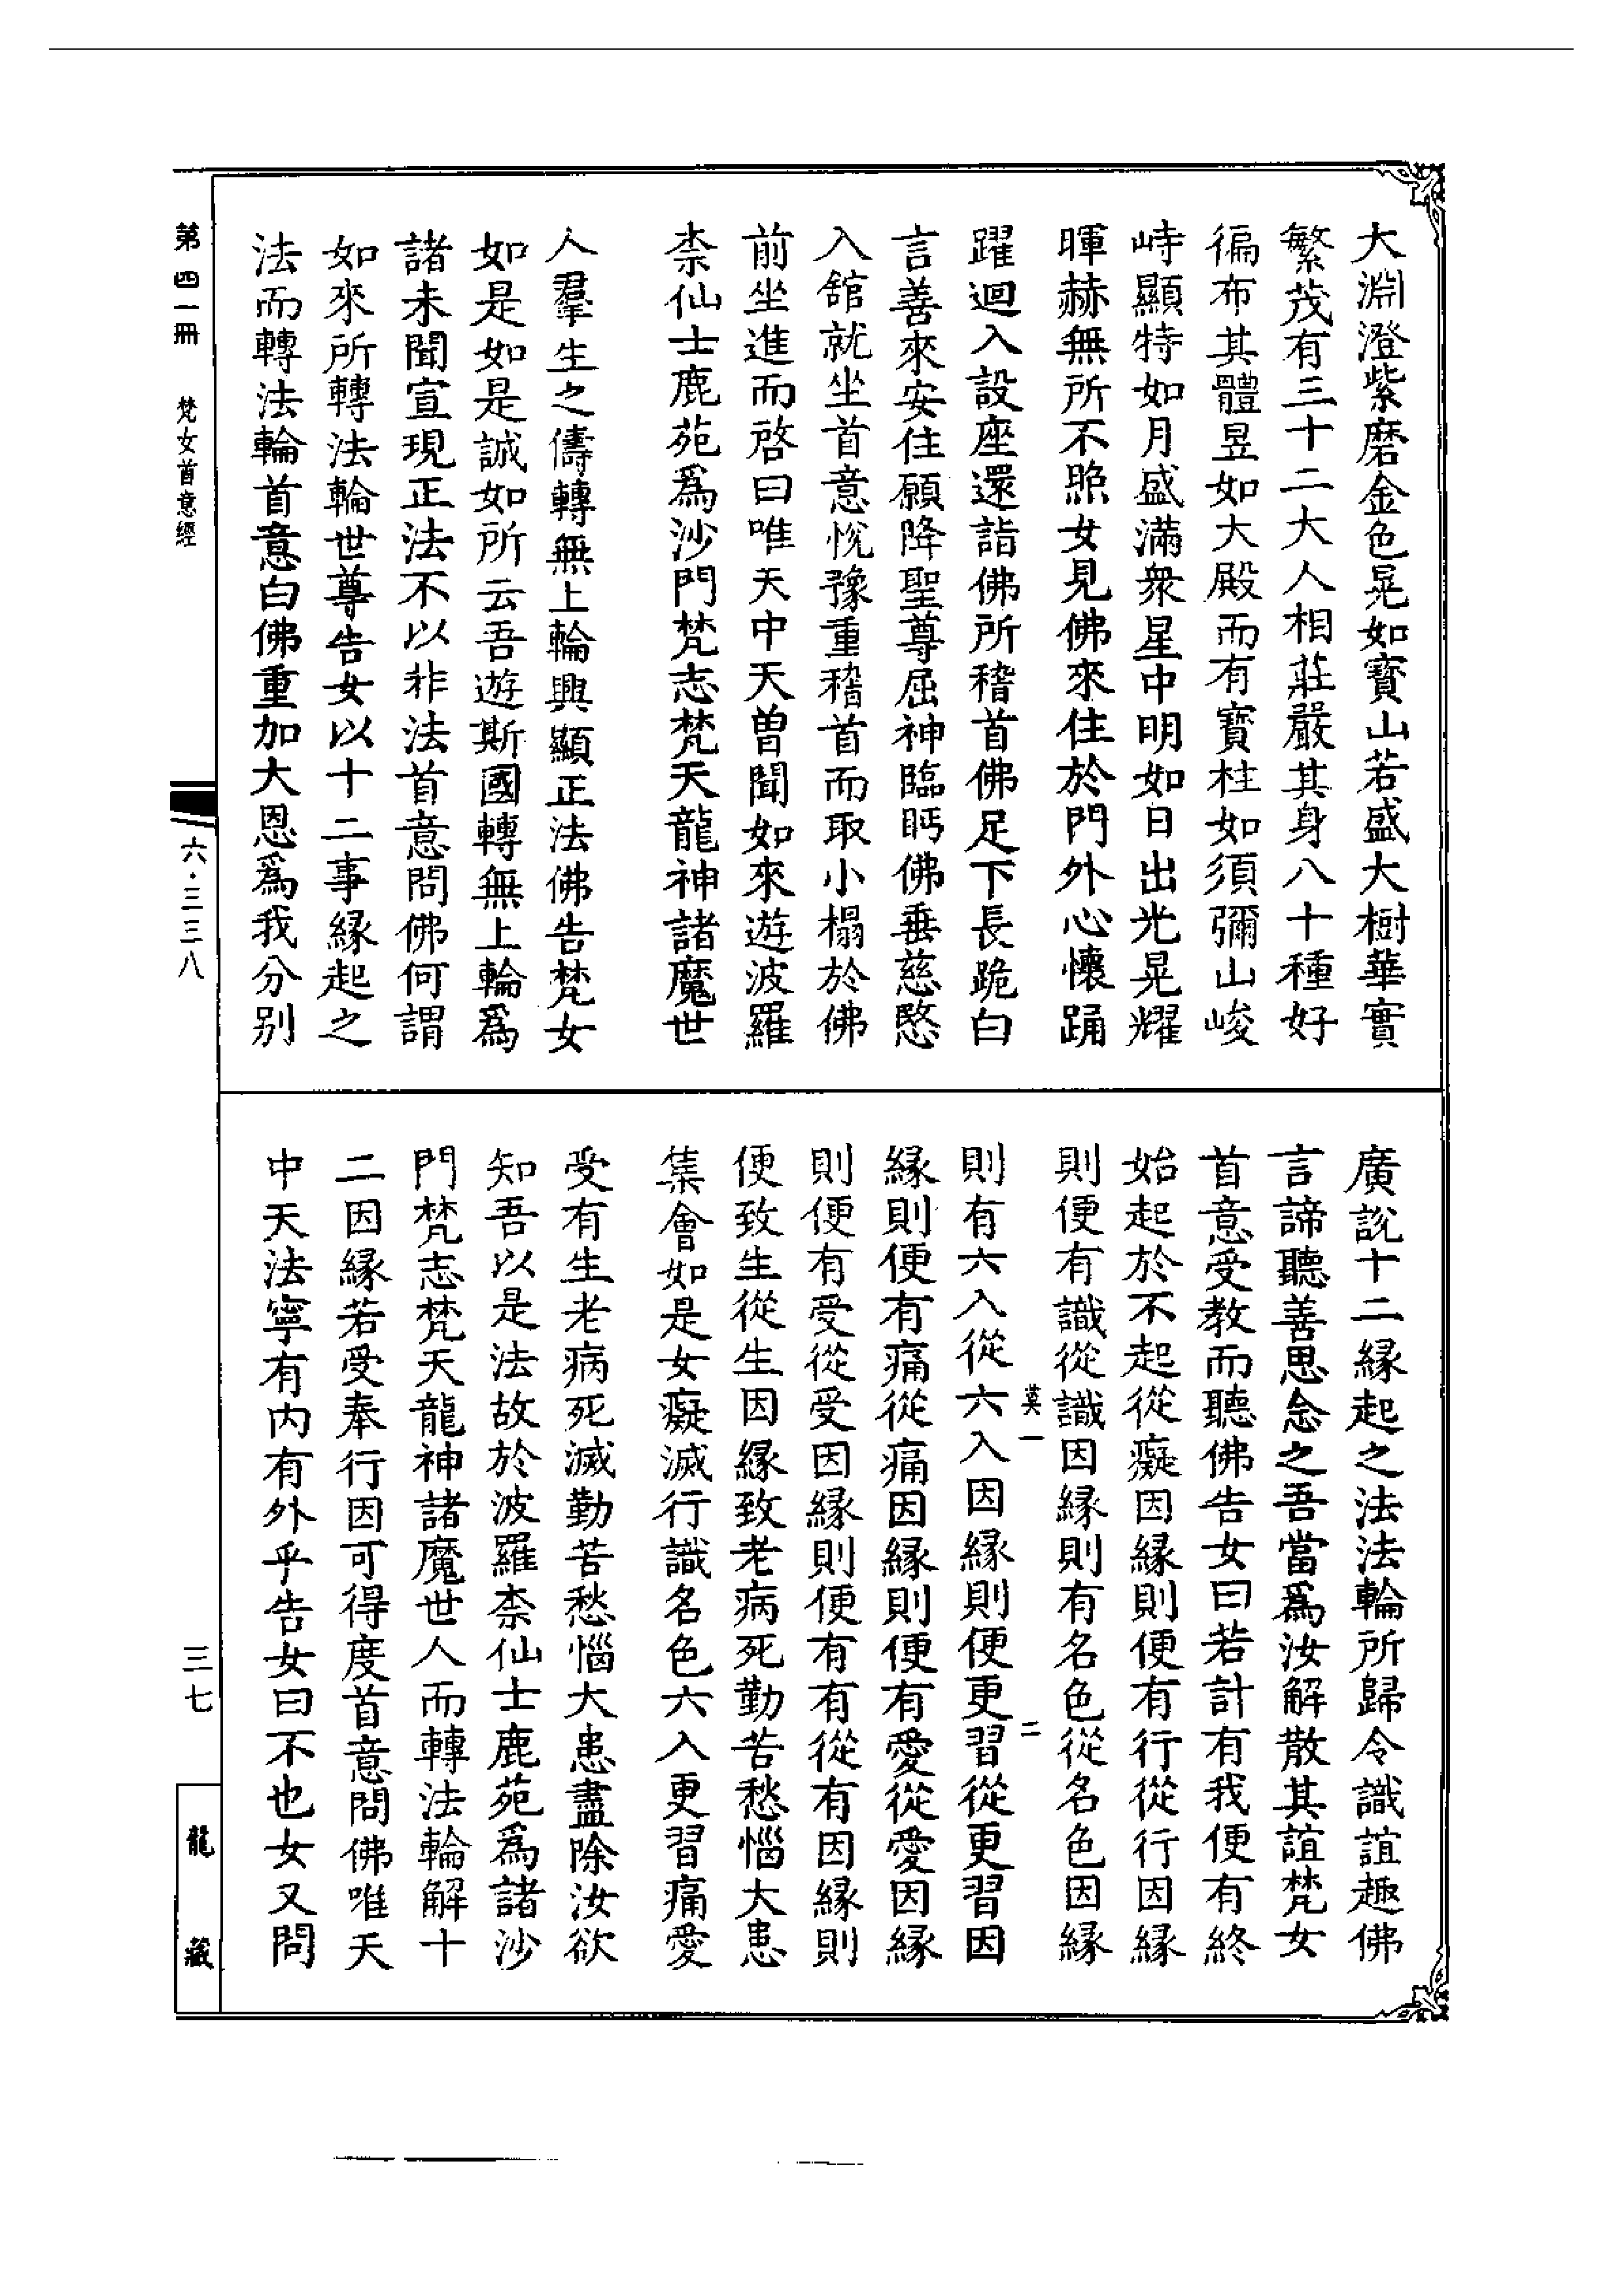 大淵澄紫磨金色晃如寳山若盛大樹華實
繁茂有三十二大人相莊嚴其身八十種好
徧布其體昱如大殿而有寳柱如須彌山峻
峙顯特如月盛滿衆星中明如日出光晃耀
暉赫無所不照女見佛來住於門外心懷踊
躍迴入設座還詣佛所稽首佛足下長跪白
言善來安住願降聖尊屈神臨眄佛垂慈愍
入舘就坐首意悅豫重稽首而取小榻於佛
前坐進而啓曰唯天中天曽聞如來遊波羅
柰仙士鹿苑爲沙門梵志梵天龍神諸魔世
人羣生之儔轉無上輪興顯正法佛告梵女
如是如是誠如所云吾遊斯國轉無上輪爲
諸未聞宣現正法不以非法首意問佛何謂
如來所轉法輪世尊告女以十二事緣起之
法而轉法輪首意白佛重加大恩爲我分别
廣說十二緣起之法法輪所歸令識誼趣佛
言諦聽善思念之吾當爲汝解散其誼梵女
首意受教而聽佛告女曰若計有我便有終
始起於不起從癡因緣則便有行從行因緣
則便有識從識因緣則有名色從名色因緣
莫一 二
則有六入從六入因緣則便更習從更習因
緣則便有痛從痛因緣則便有愛從愛因緣
則便有受從受因緣則便有有從有因緣則
便致生從生因緣致老病死勤苦愁惱大患
集會如是女癡滅行識名色六入更習痛愛
受有生老病死滅勤苦愁惱大患盡除汝欲
知吾以是法故於波羅柰仙士鹿苑爲諸沙
門梵志梵天龍神諸魔世人而轉法輪解十
二因緣若受奉行因可得度首意問佛唯天
中天法寧有内有外乎告女曰不也女又問
第四一冊 梵女首意經
六·三三八
三七
龍藏